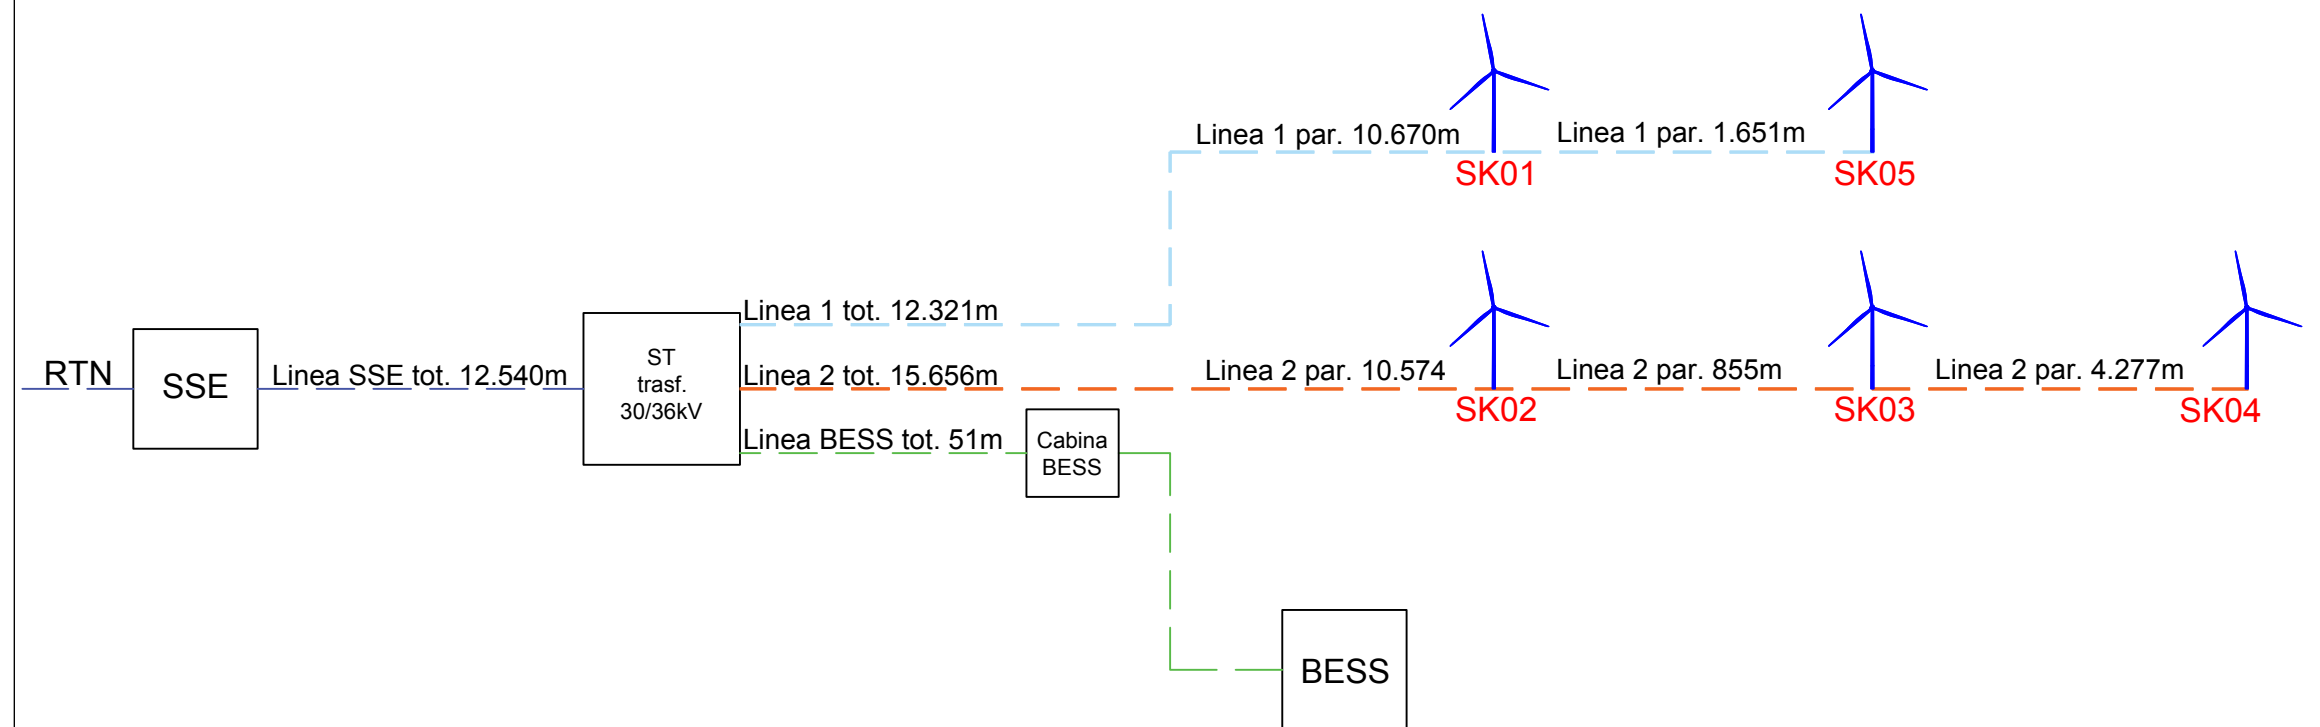 Linea 1 par. 10.670m
Linea 1 par. 1.651m
SK01
SK05
Linea 1 tot. 12.321m
RTN
SSE
Linea SSE tot. 12.540m
ST
trasf.
30/36kV
Linea 2 tot. 15.656m
Linea 2 par. 10.574
Linea 2 par. 855m
Linea 2 par. 4.277m
SK02
SK03
SK04
Linea BESS tot. 51m
Cabina
BESS
BESS